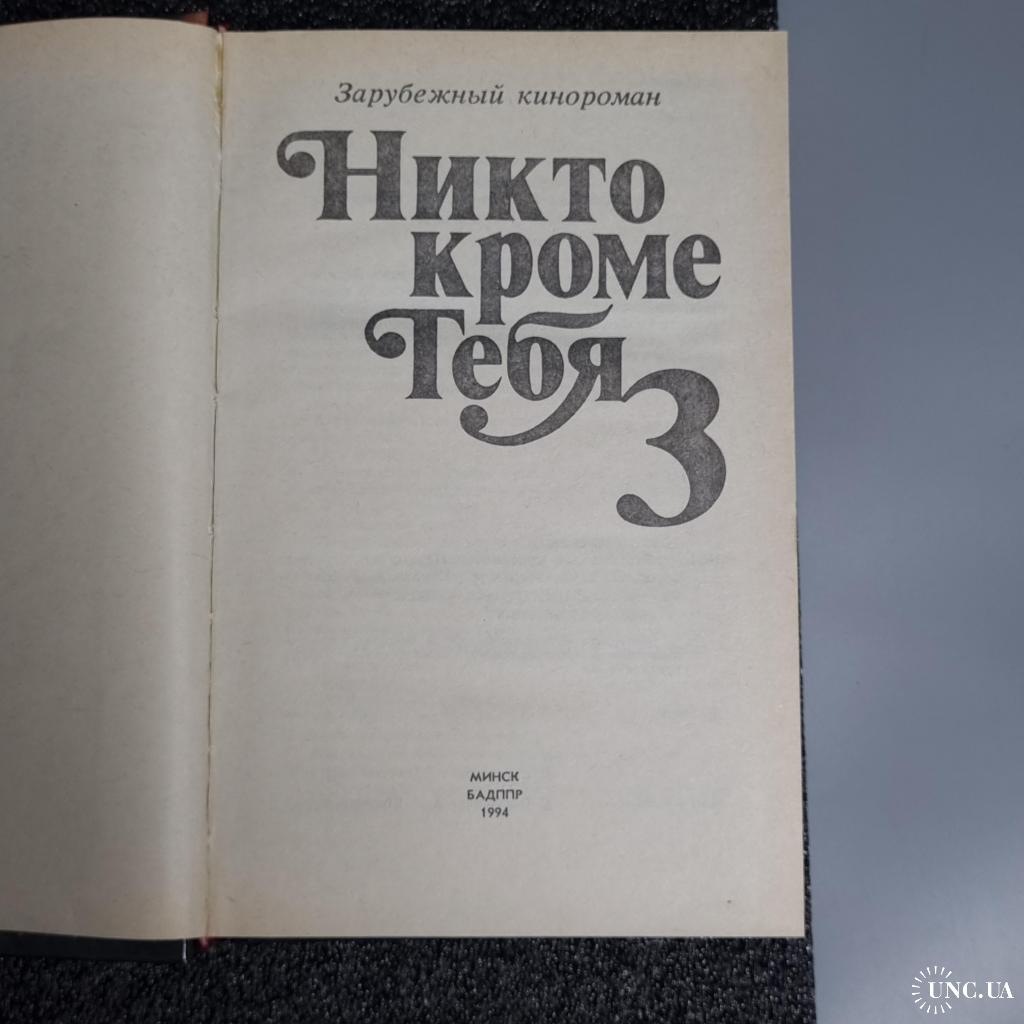 Зарубежный кинороман
Никто
кроме
Тебя
3
МИНСК
БАДППР
1994
UNC.UA